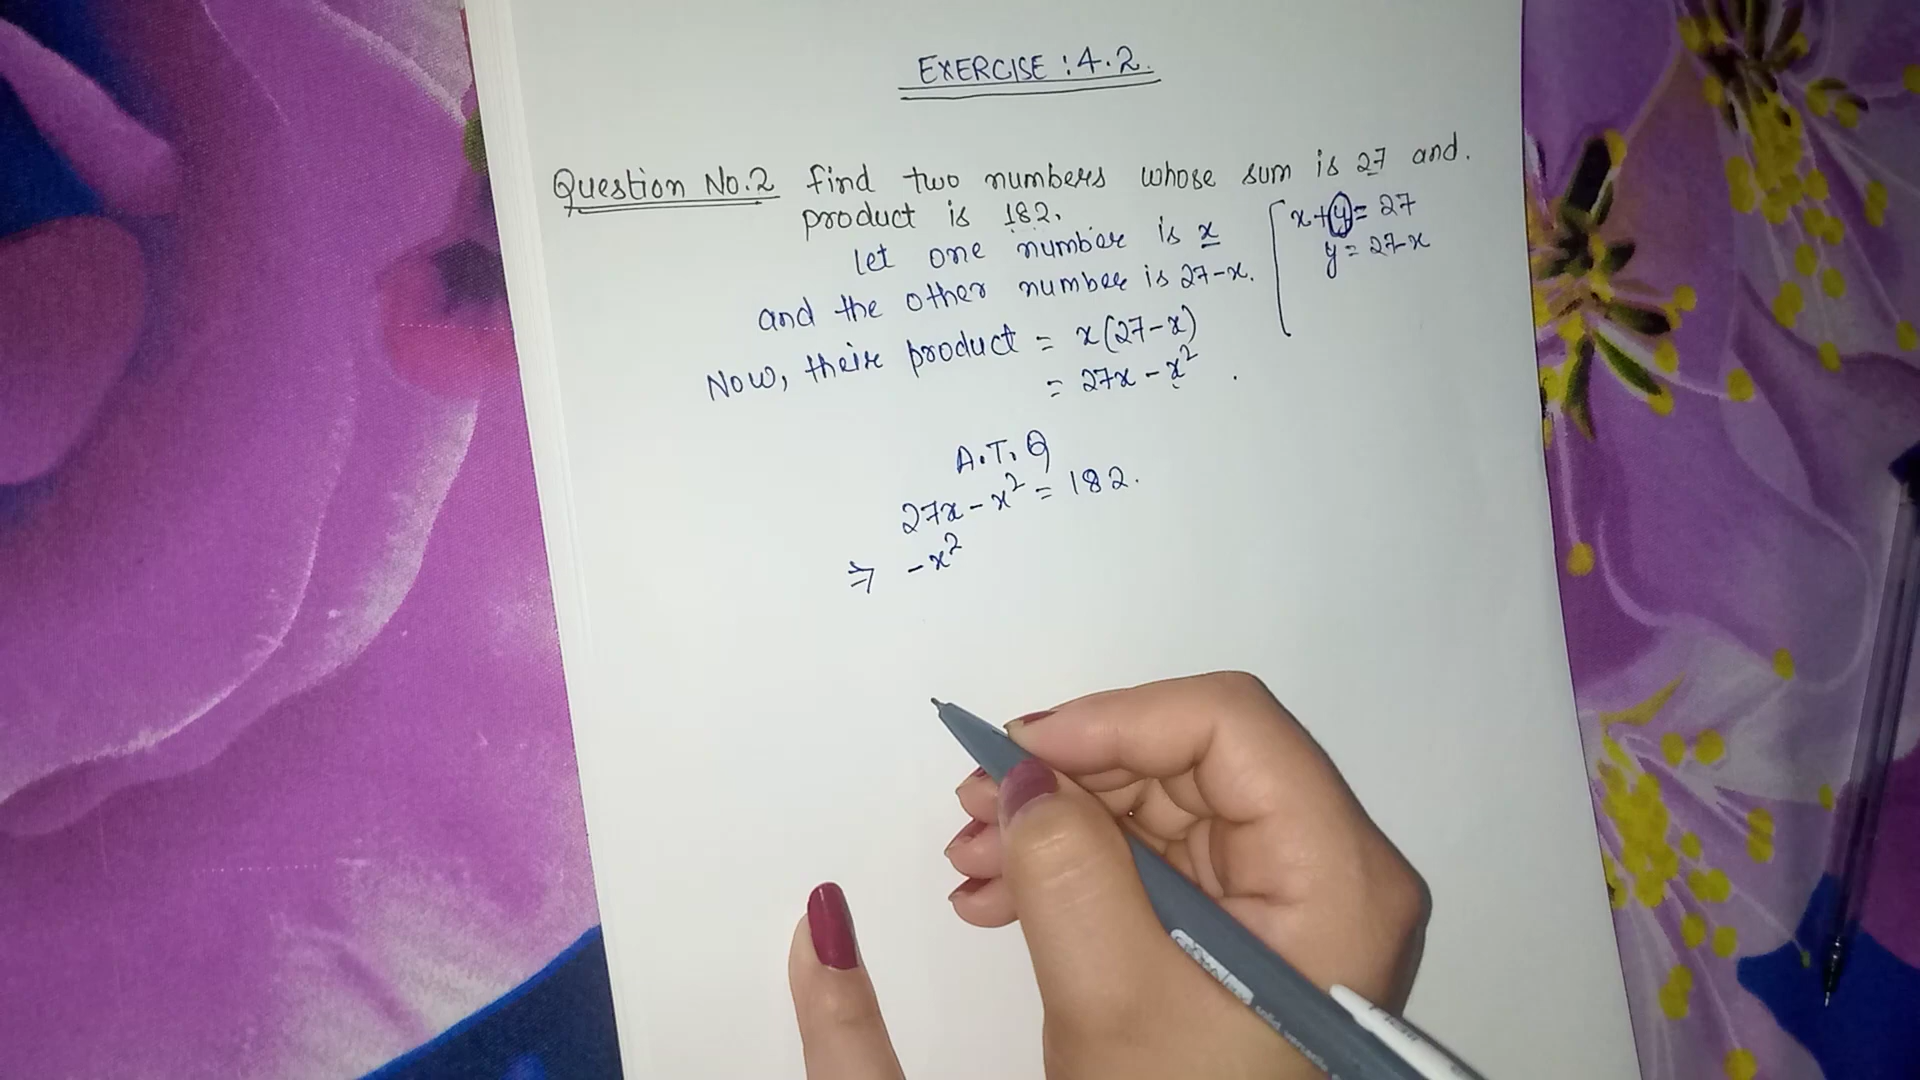 EXERCISE : 4.2.
Question No.2 find two numbers whose sum is 27 and.
product is 182.
let one number is x
and the other number is 27-x.
x+y = 27
y = 27-x
Now, their product = x(27-x)
= 27x - x²
A.T.Q
27x - x² = 182.
⇒ -x²